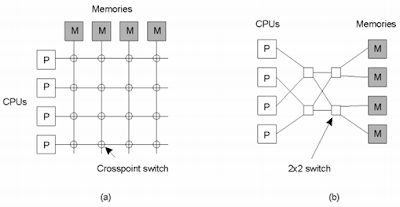 Memories
M M M M
P
P
CPUs
P
P
Crosspoint switch
(a)
CPUs Memories
P M
P M
P M
P M
2x2 switch
(b)